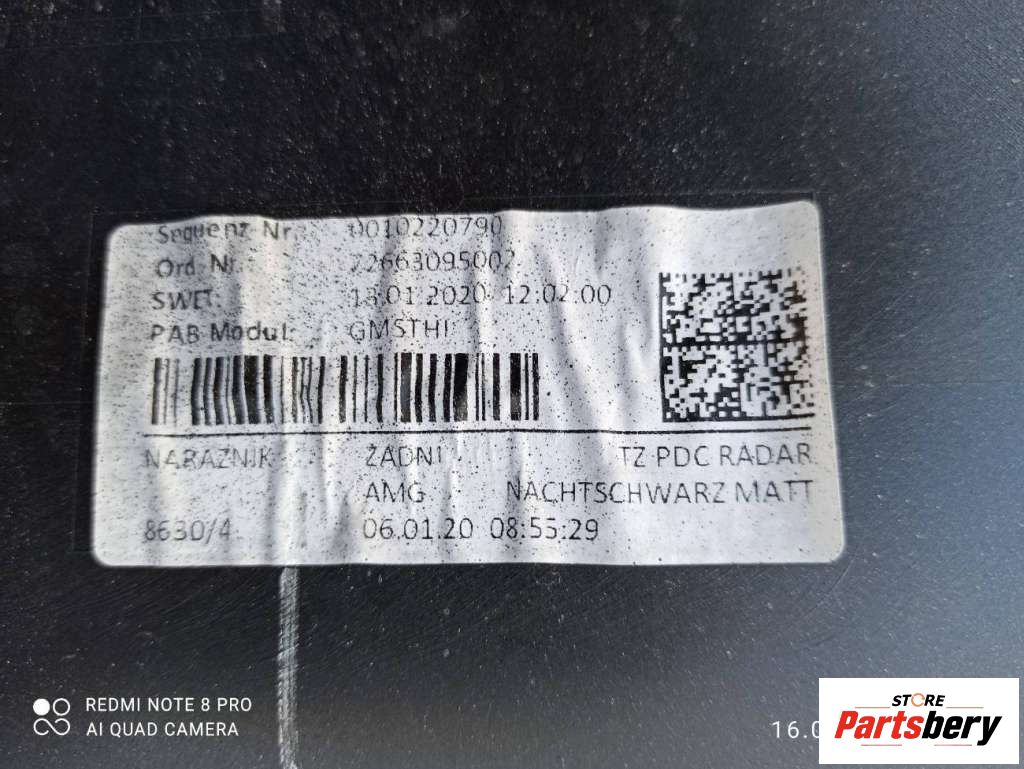 Sequenz Nr. 0010220790
Ord. Nr. 72663095002
SWET: 13.01.2020 12:02:00
PAB Modul: GMSTHI
NARAZNIK ZADNI TZ PDC RADAR
AMG NACHTSCHWARZ MATT
8630/4 06.01.20 08:55:29
REDMI NOTE 8 PRO
AI QUAD CAMERA
16.0
STORE
Partsbery